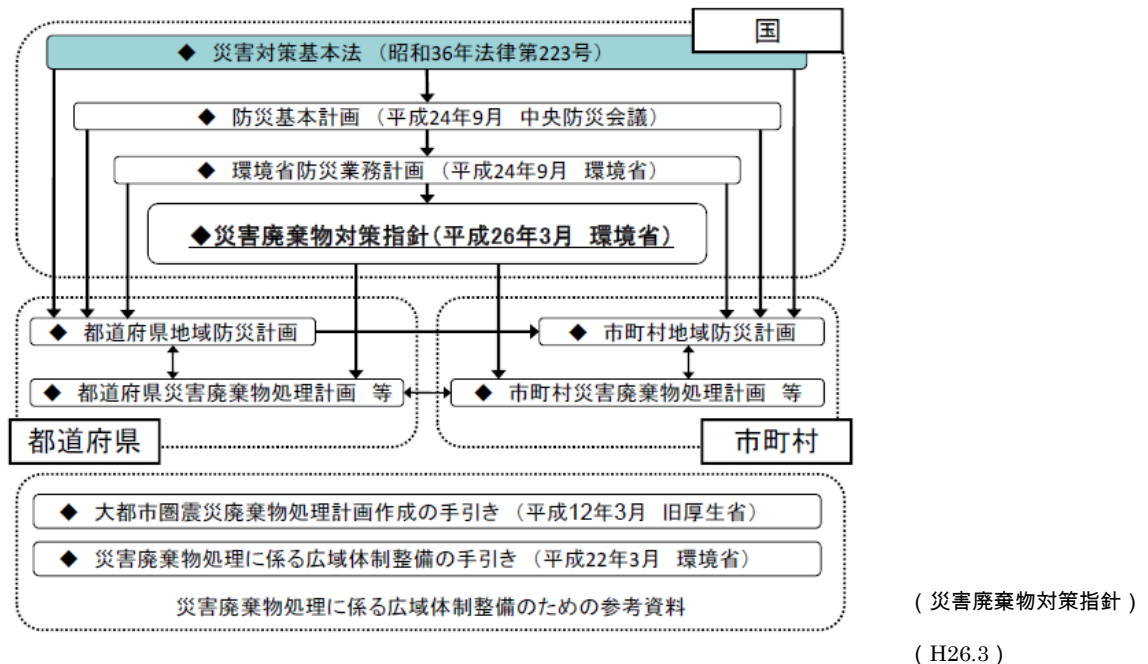 国
◆ 災害対策基本法 （昭和36年法律第223号）
◆ 防災基本計画 （平成24年9月 中央防災会議）
◆ 環境省防災業務計画 （平成24年9月 環境省）
◆災害廃棄物対策指針（平成26年3月 環境省）
◆ 都道府県地域防災計画
◆ 市町村地域防災計画
◆ 都道府県災害廃棄物処理計画 等
◆ 市町村災害廃棄物処理計画 等
都道府県
市町村
◆ 大都市圏震災廃棄物処理計画作成の手引き （平成12年3月 旧厚生省）
◆ 災害廃棄物処理に係る広域体制整備の手引き （平成22年3月 環境省）
災害廃棄物処理に係る広域体制整備のための参考資料
（災害廃棄物対策指針）
（H26.3）